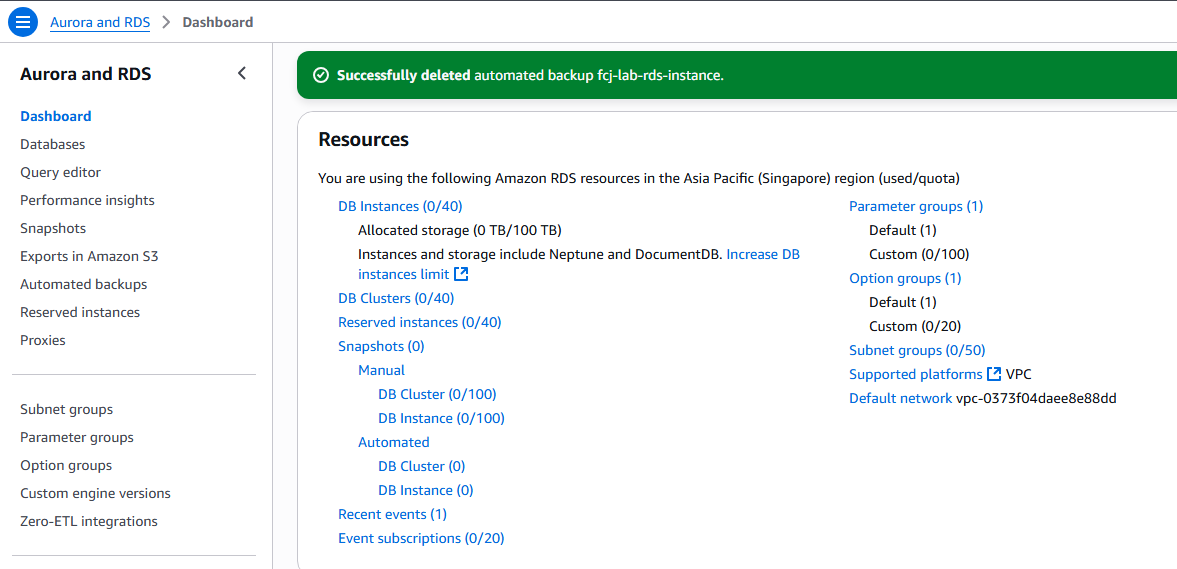 Aurora and RDS > Dashboard
Aurora and RDS
Dashboard
Databases
Query editor
Performance insights
Snapshots
Exports in Amazon S3
Automated backups
Reserved instances
Proxies
Subnet groups
Parameter groups
Option groups
Custom engine versions
Zero-ETL integrations
Successfully deleted automated backup fcj-lab-rds-instance.
Resources
You are using the following Amazon RDS resources in the Asia Pacific (Singapore) region (used/quota)
DB Instances (0/40)
Allocated storage (0 TB/100 TB)
Instances and storage include Neptune and DocumentDB. Increase DB
instances limit
DB Clusters (0/40)
Reserved instances (0/40)
Snapshots (0)
Manual
DB Cluster (0/100)
DB Instance (0/100)
Automated
DB Cluster (0)
DB Instance (0)
Recent events (1)
Event subscriptions (0/20)
Parameter groups (1)
Default (1)
Custom (0/100)
Option groups (1)
Default (1)
Custom (0/20)
Subnet groups (0/50)
Supported platforms VPC
Default network vpc-0373f04daee8e88dd